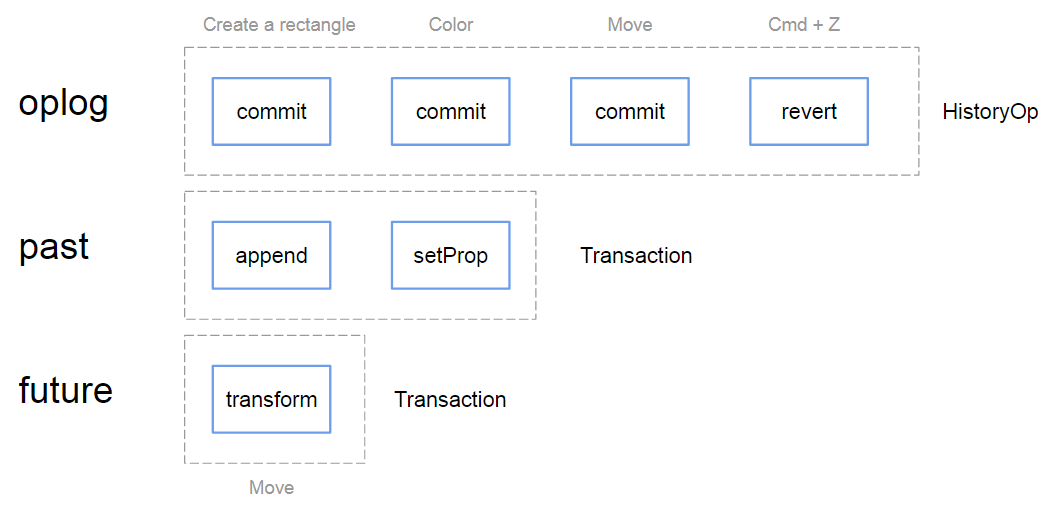 Create a rectangle Color Move Cmd + Z
oplog commit commit commit revert HistoryOp
past append setProp Transaction
future transform Transaction
Move